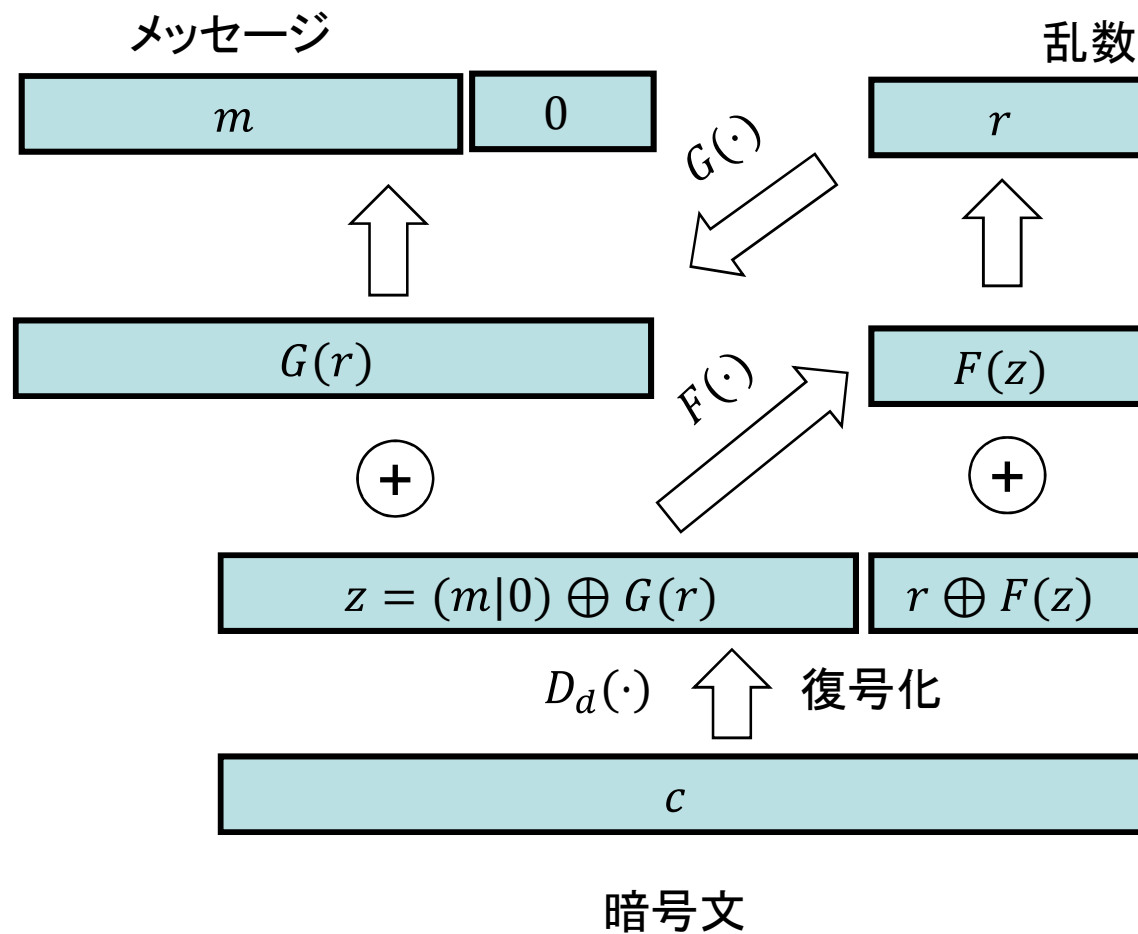 メッセージ 乱数
m 0 r
G(·)
G(r) F(z)
F(·)
+ +
z = (m|0) ⊕ G(r) r ⊕ F(z)
D_d(·) 復号化
c
暗号文